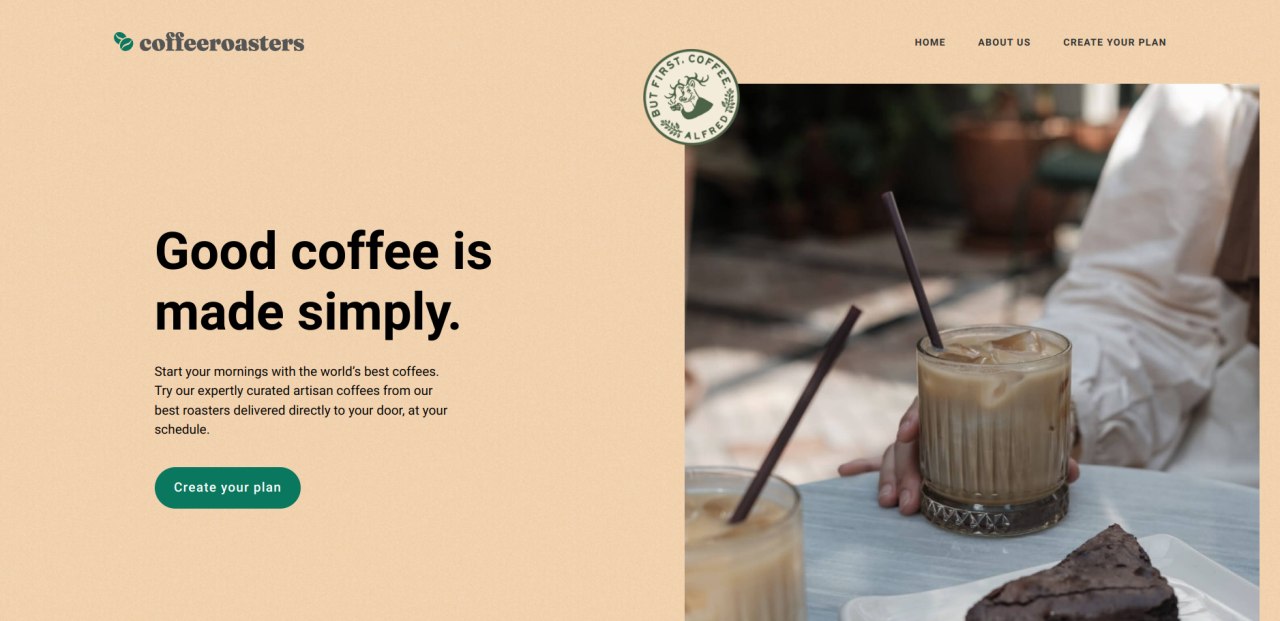 coffeeroasters
HOME
ABOUT US
CREATE YOUR PLAN
BUT FIRST, COFFEE.
ALFRED
Good coffee is
made simply.
Start your mornings with the world’s best coffees.
Try our expertly curated artisan coffees from our
best roasters delivered directly to your door, at your
schedule.
Create your plan